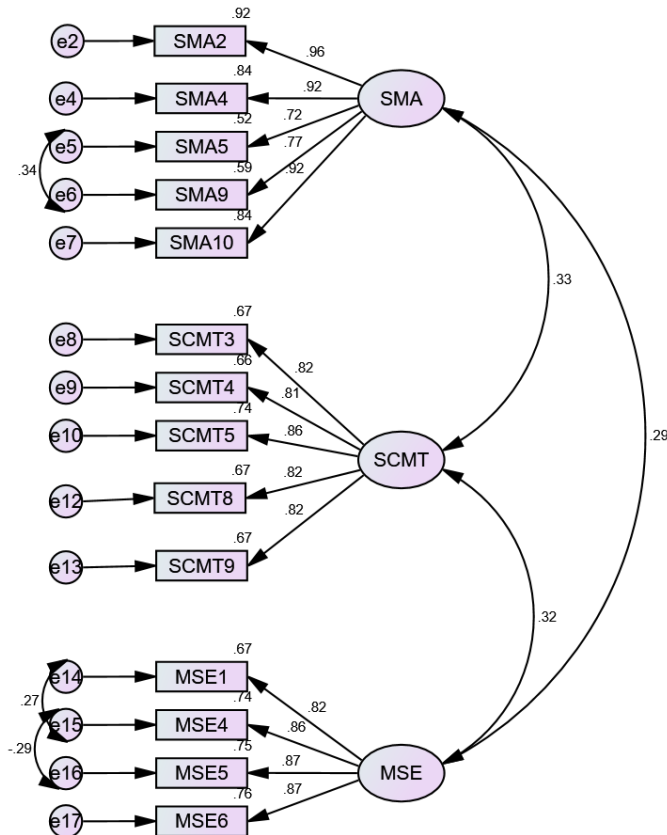 .92
e2 SMA2 .96
.84
e4 SMA4 .92 SMA
.52 .72
e5 SMA5 .77
.34 .59 .92
e6 SMA9
.84
e7 SMA10
.33
.67
e8 SCMT3 .82
.66
e9 SCMT4 .81
.74
e10 SCMT5 .86
.29
SCMT
.67 .82
e12 SCMT8
.82
.67
e13 SCMT9
.32
.67
e14 MSE1
.27 .74 .82
e15 MSE4 .86
-.29 .75
e16 MSE5 .87 MSE
.76 .87
e17 MSE6